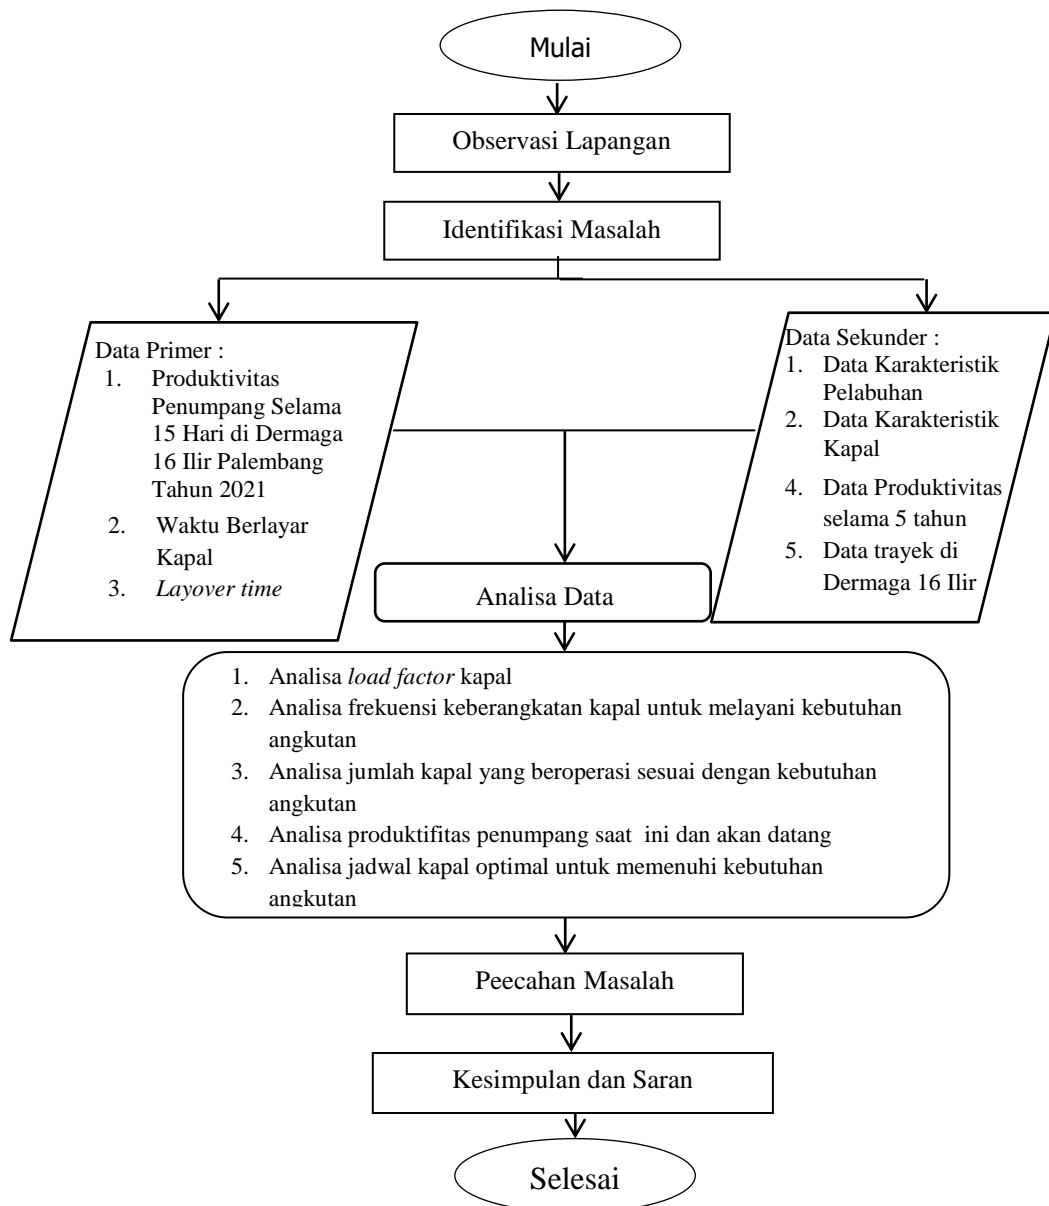 Mulai
Observasi Lapangan
Identifikasi Masalah
Data Primer :
1. Produktivitas
Penumpang Selama
15 Hari di Dermaga
16 Ilir Palembang
Tahun 2021
2. Waktu Berlayar
Kapal
3. Layover time
Data Sekunder :
1. Data Karakteristik
Pelabuhan
2. Data Karakteristik
Kapal
4. Data Produktivitas
selama 5 tahun
5. Data trayek di
Dermaga 16 Ilir
Analisa Data
1. Analisa load factor kapal
2. Analisa frekuensi keberangkatan kapal untuk melayani kebutuhan
angkutan
3. Analisa jumlah kapal yang beroperasi sesuai dengan kebutuhan
angkutan
4. Analisa produktifitas penumpang saat ini dan akan datang
5. Analisa jadwal kapal optimal untuk memenuhi kebutuhan
angkutan
Peecahan Masalah
Kesimpulan dan Saran
Selesai